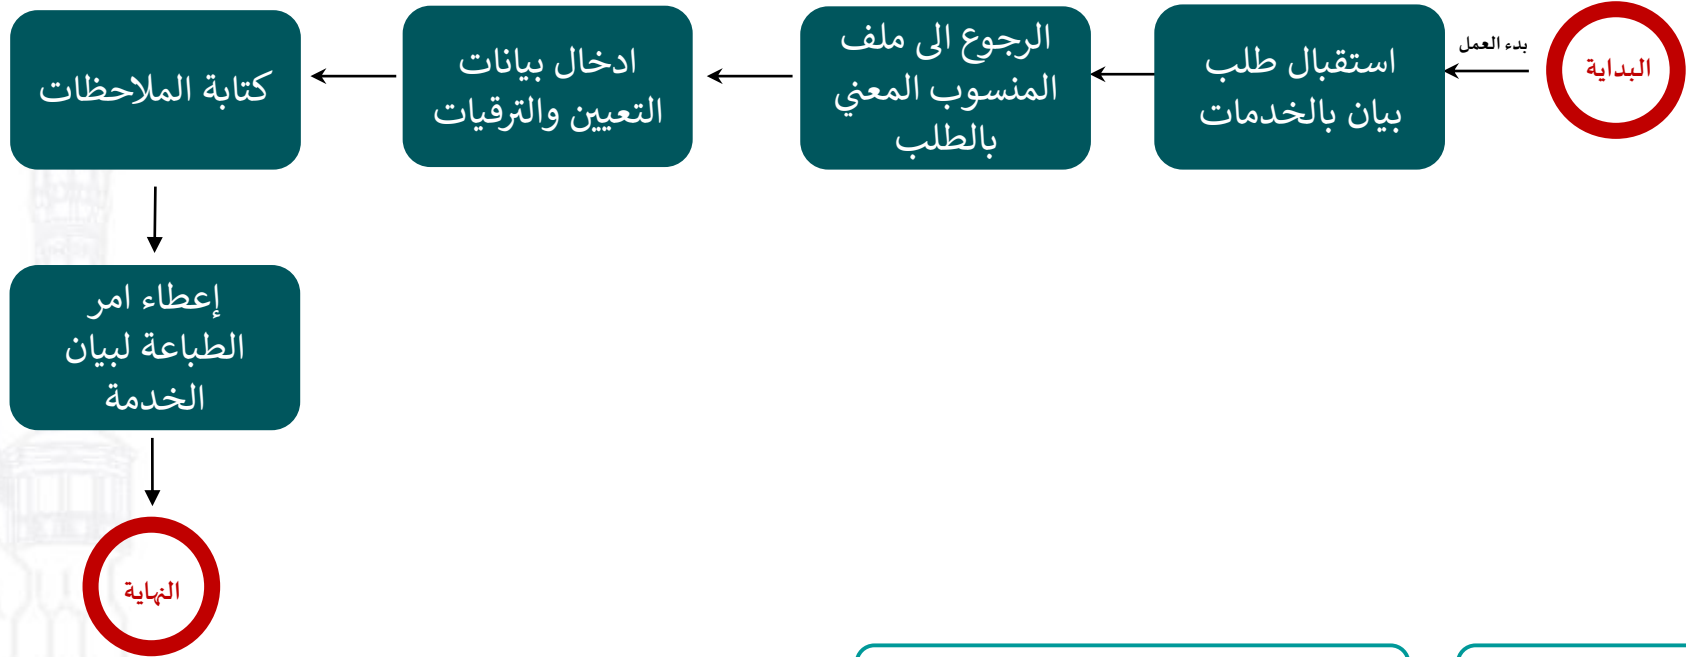 البداية
بدء العمل
استقبال طلب
بيان بالخدمات
الرجوع الى ملف
المنسوب المعني
بالطلب
ادخال بيانات
التعيين والترقيات
كتابة الملاحظات
إعطاء امر
الطباعة لبيان
الخدمة
النهاية